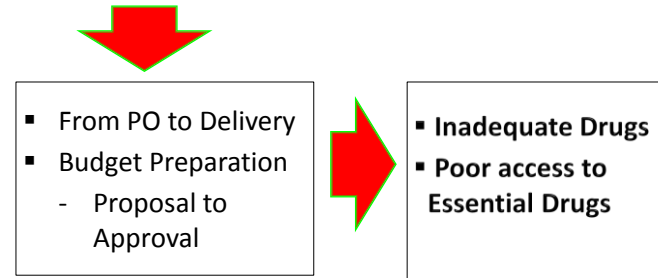 ▪ From PO to Delivery
▪ Budget Preparation
- Proposal to
Approval
▪ Inadequate Drugs
▪ Poor access to
Essential Drugs